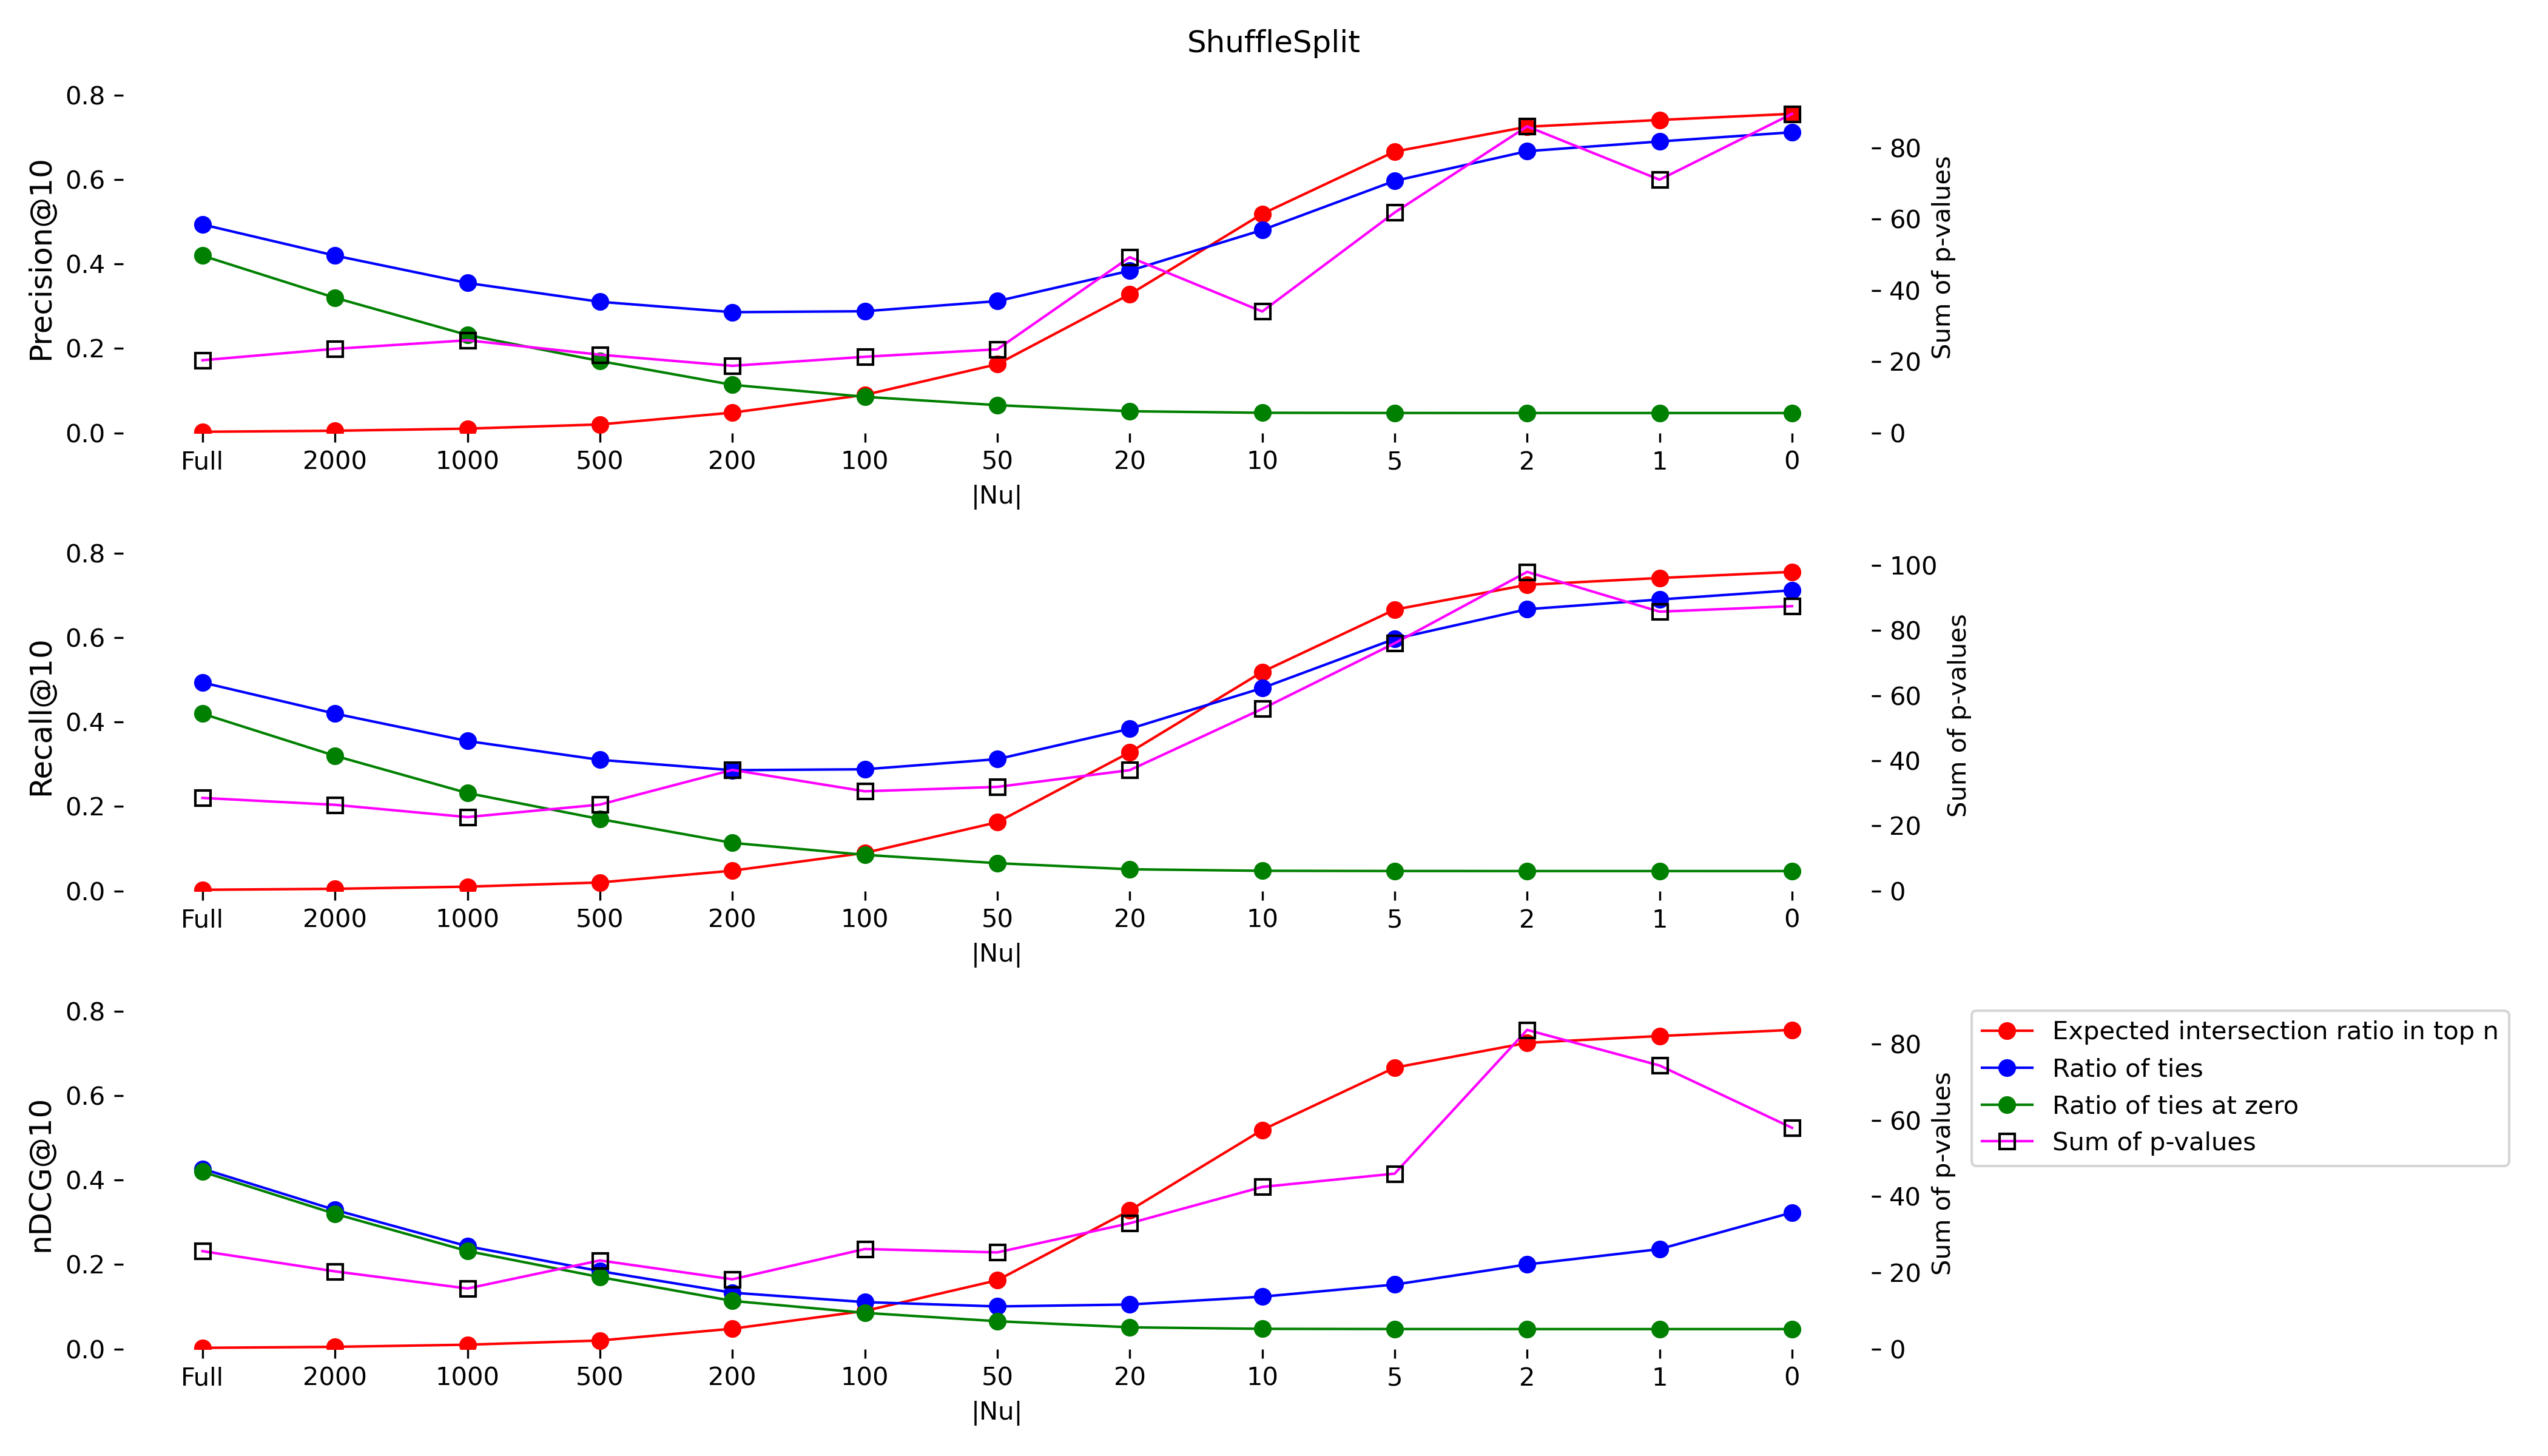 ShuffleSplit
Precision@10
0.8
0.6
0.4
0.2
0.0
Full 2000 1000 500 200 100 50 20 10 5 2 1 0
|Nu|
80
60
40
20
0
Sum of p-values
Recall@10
0.8
0.6
0.4
0.2
0.0
Full 2000 1000 500 200 100 50 20 10 5 2 1 0
|Nu|
100
80
60
40
20
0
Sum of p-values
nDCG@10
0.8
0.6
0.4
0.2
0.0
Full 2000 1000 500 200 100 50 20 10 5 2 1 0
|Nu|
80
60
40
20
0
Sum of p-values
Expected intersection ratio in top n
Ratio of ties
Ratio of ties at zero
Sum of p-values